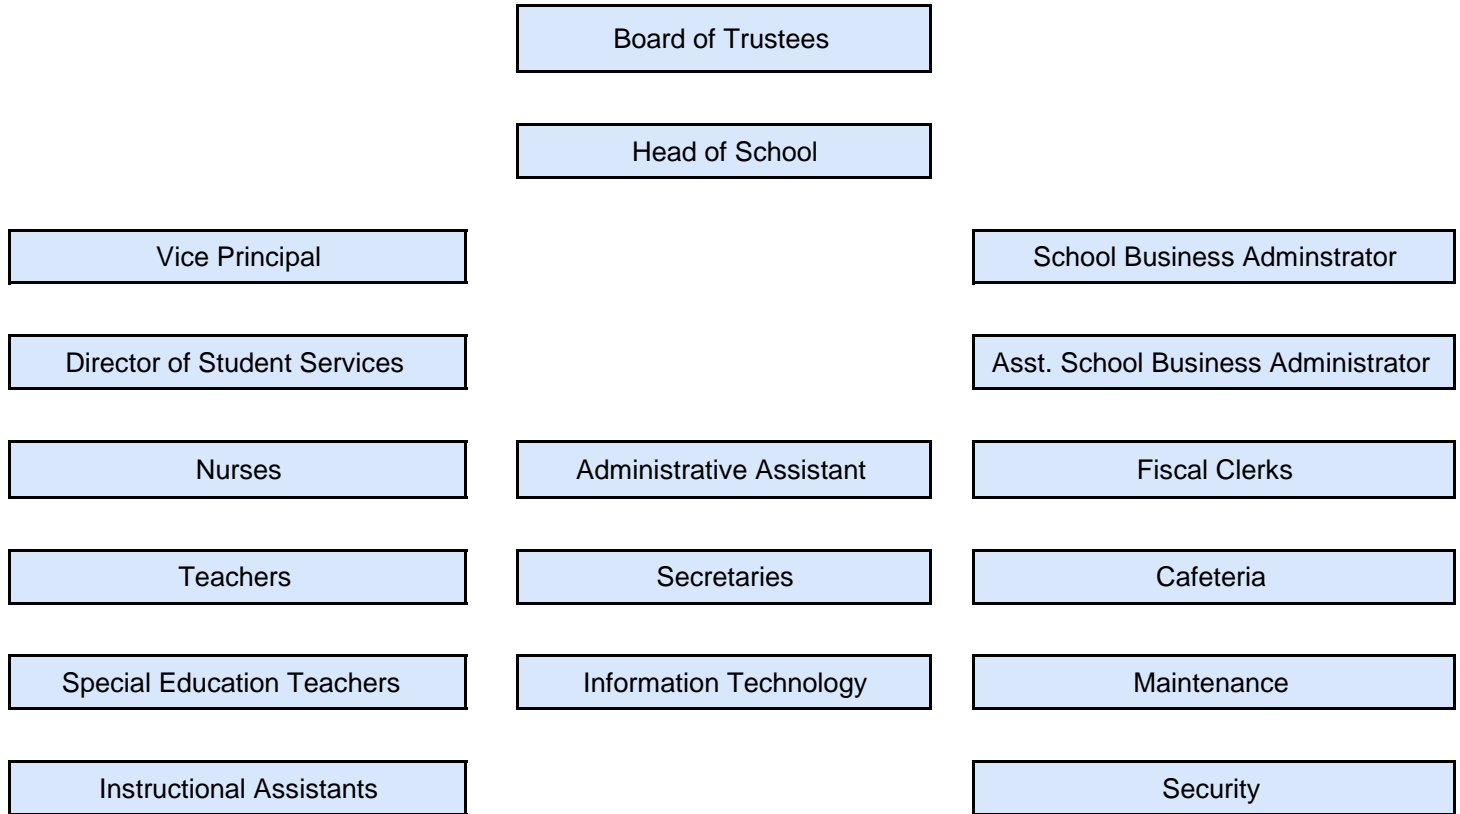 Board of Trustees
Head of School
Vice Principal
School Business Adminstrator
Director of Student Services
Asst. School Business Administrator
Nurses
Administrative Assistant
Fiscal Clerks
Teachers
Secretaries
Cafeteria
Special Education Teachers
Information Technology
Maintenance
Instructional Assistants
Security